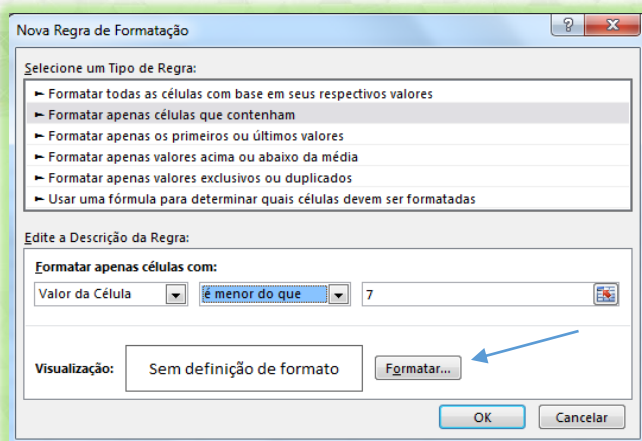 Nova Regra de Formatação
Selecione um Tipo de Regra:
► Formatar todas as células com base em seus respectivos valores
► Formatar apenas células que contenham
► Formatar apenas os primeiros ou últimos valores
► Formatar apenas valores acima ou abaixo da média
► Formatar apenas valores exclusivos ou duplicados
► Usar uma fórmula para determinar quais células devem ser formatadas
Edite a Descrição da Regra:
Formatar apenas células com:
Valor da Célula é menor do que 7
Visualização: Sem definição de formato Formatar...
OK Cancelar